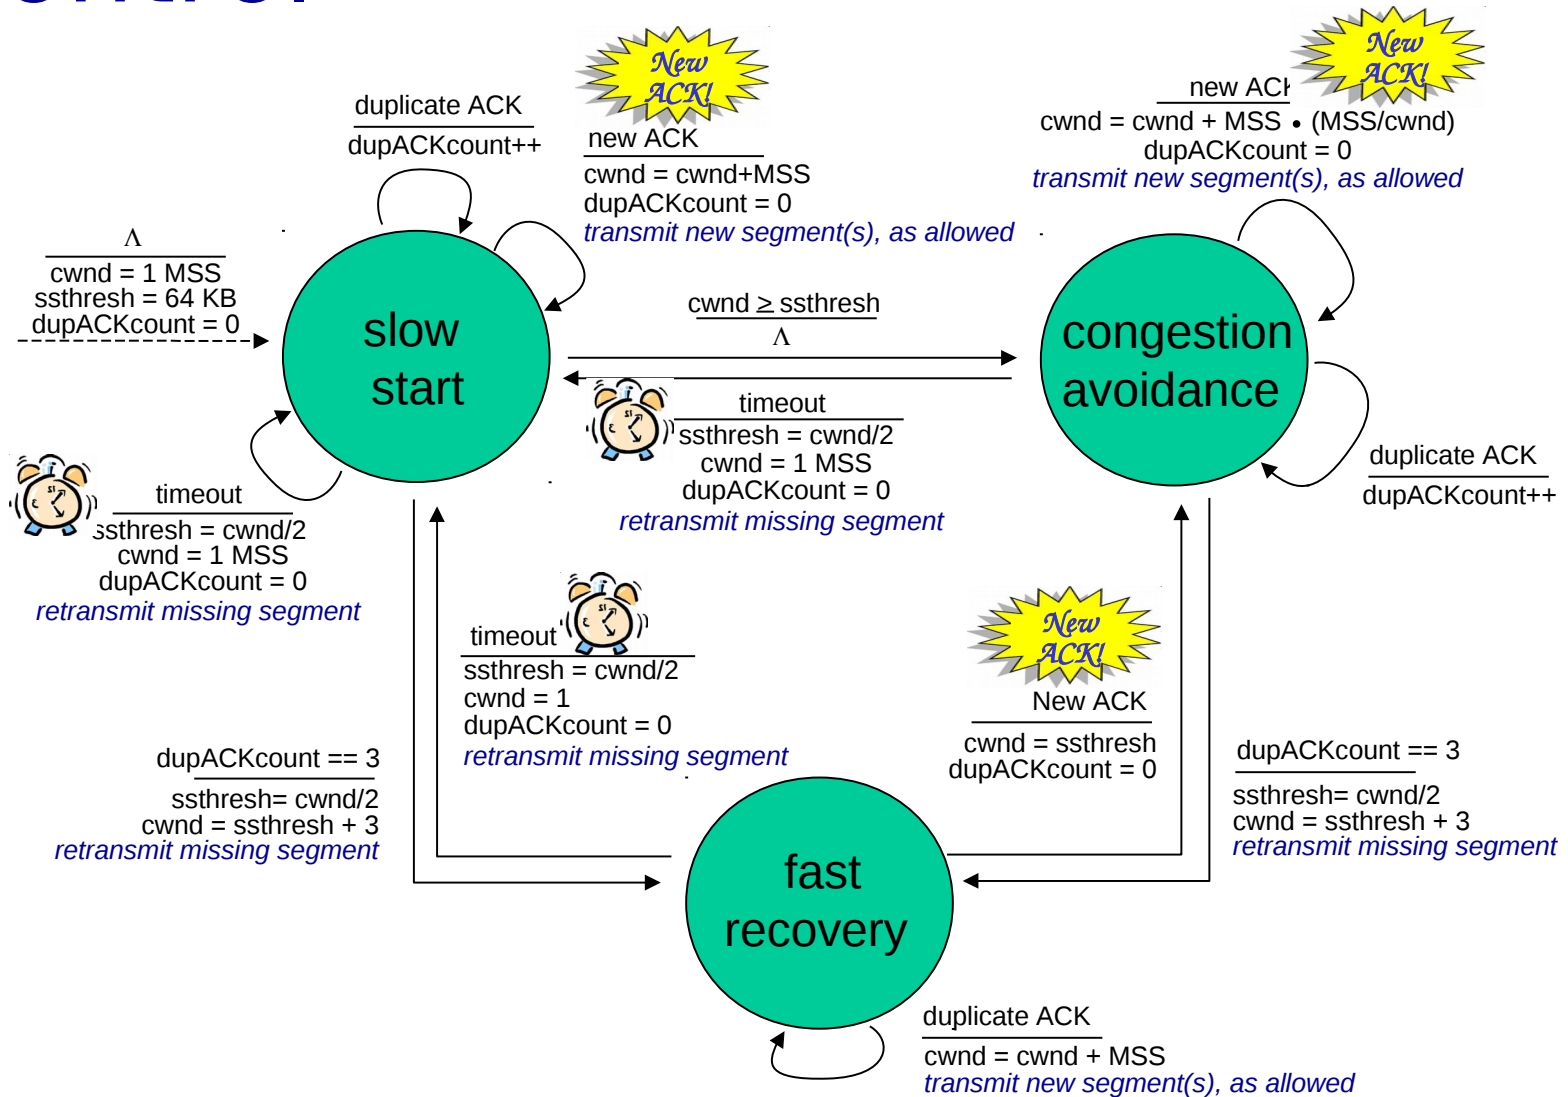 duplicate ACK
dupACKcount++
New
ACK!
new ACK
cwnd = cwnd+MSS
dupACKcount = 0
transmit new segment(s), as allowed
New
ACK!
new ACK
cwnd = cwnd + MSS • (MSS/cwnd)
dupACKcount = 0
transmit new segment(s), as allowed
Λ
cwnd = 1 MSS
ssthresh = 64 KB
dupACKcount = 0
slow
start
cwnd ≥ ssthresh
Λ
congestion
avoidance
timeout
ssthresh = cwnd/2
cwnd = 1 MSS
dupACKcount = 0
retransmit missing segment
duplicate ACK
dupACKcount++
timeout
ssthresh = cwnd/2
cwnd = 1 MSS
dupACKcount = 0
retransmit missing segment
timeout
ssthresh = cwnd/2
cwnd = 1
dupACKcount = 0
retransmit missing segment
New
ACK!
New ACK
cwnd = ssthresh
dupACKcount = 0
dupACKcount == 3
ssthresh= cwnd/2
cwnd = ssthresh + 3
retransmit missing segment
dupACKcount == 3
ssthresh= cwnd/2
cwnd = ssthresh + 3
retransmit missing segment
fast
recovery
duplicate ACK
cwnd = cwnd + MSS
transmit new segment(s), as allowed